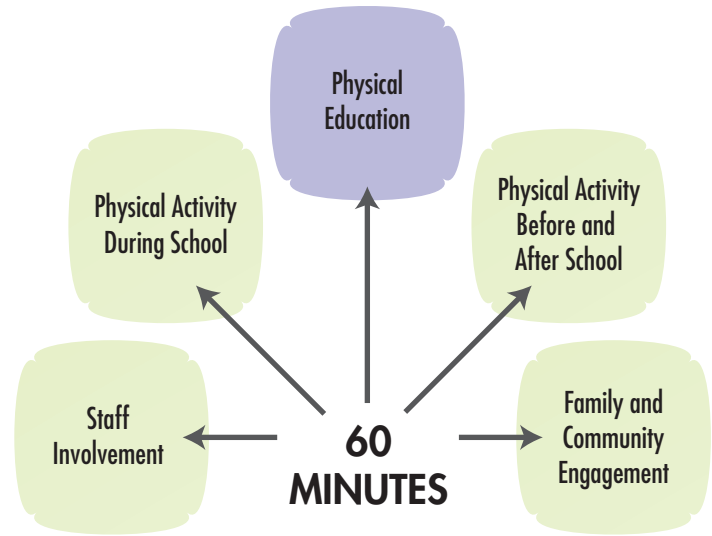 Physical
Education
Physical Activity
During School
Physical Activity
Before and
After School
Staff
Involvement
60
MINUTES
Family and
Community
Engagement